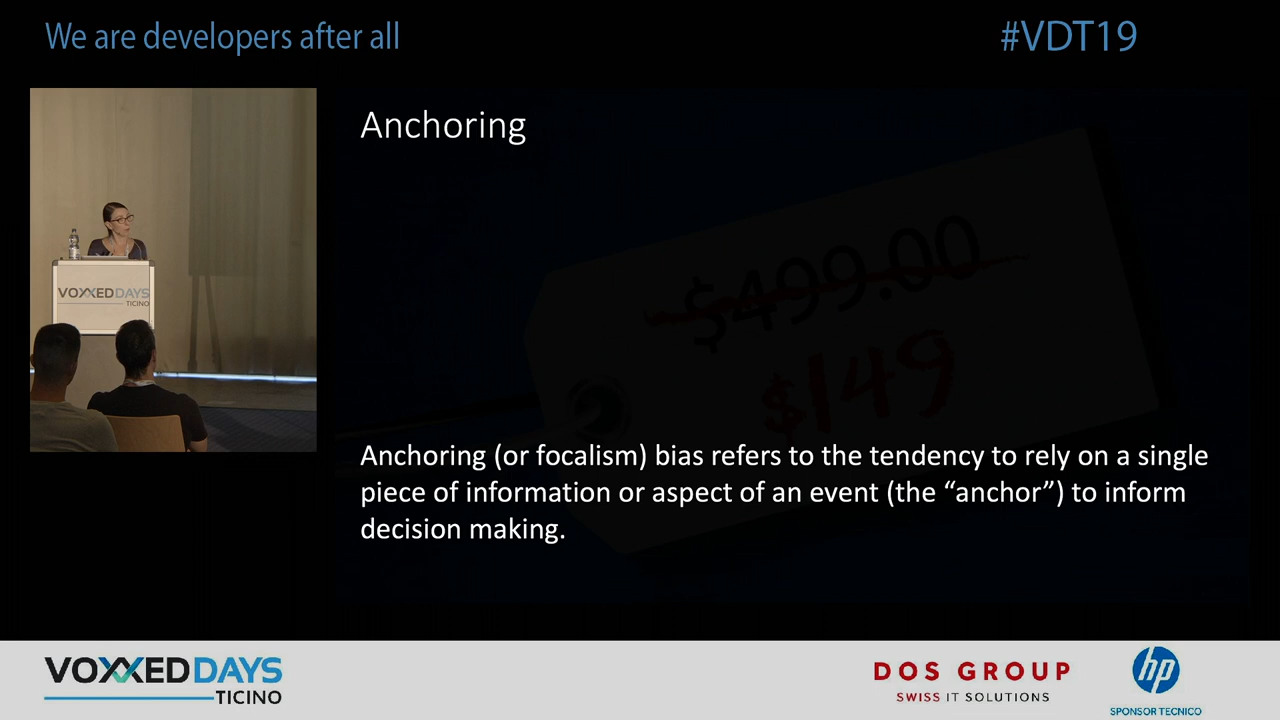 We are developers after all
#VDT19
Anchoring
$499.00
$149
VOXXEDDAYS
TICINO
Anchoring (or focalism) bias refers to the tendency to rely on a single
piece of information or aspect of an event (the “anchor”) to inform
decision making.
VOXXEDDAYS
TICINO
DOS GROUP
SWISS IT SOLUTIONS
hp
SPONSOR TECNICO